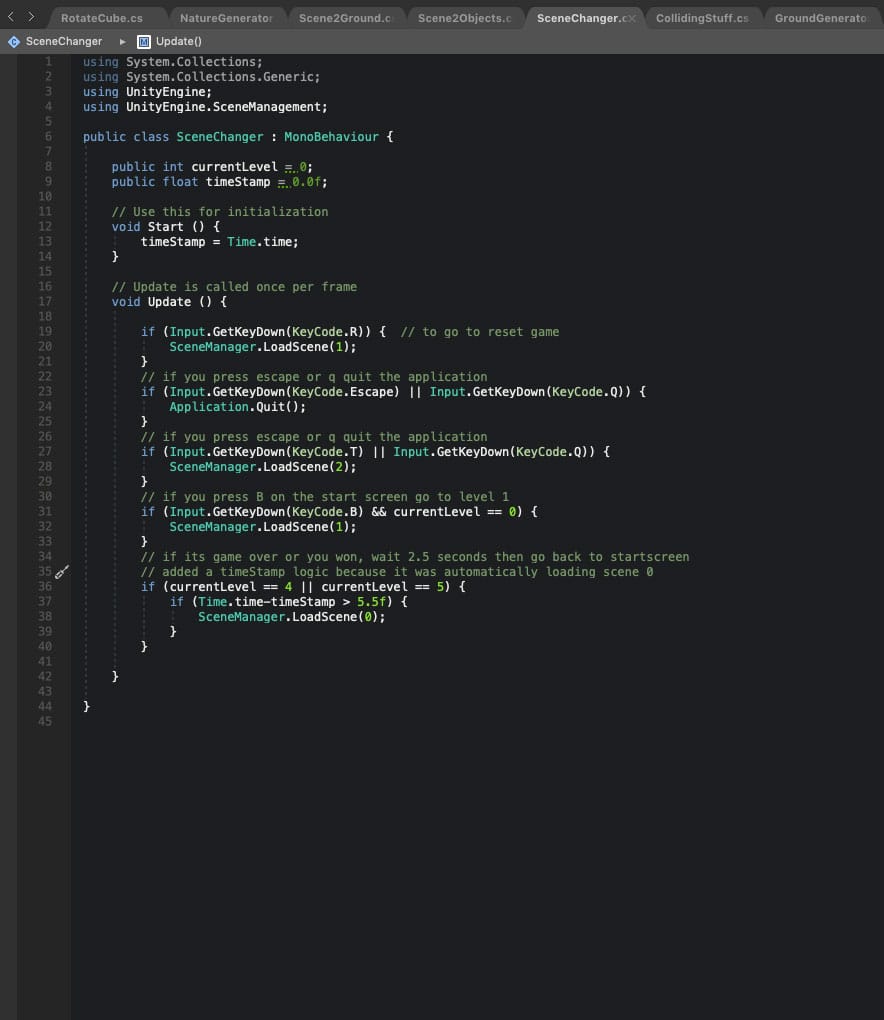 RotateCube.cs NatureGenerator Scene2Ground.c Scene2Objects.c SceneChanger.c CollidingStuff.cs GroundGenerato
SceneChanger ▸ M Update()
1 using System.Collections;
2 using System.Collections.Generic;
3 using UnityEngine;
4 using UnityEngine.SceneManagement;
5
6 public class SceneChanger : MonoBehaviour {
7
8 public int currentLevel = 0;
9 public float timeStamp = 0.0f;
10
11 // Use this for initialization
12 void Start () {
13 timeStamp = Time.time;
14 }
15
16 // Update is called once per frame
17 void Update () {
18
19 if (Input.GetKeyDown(KeyCode.R)) { // to go to reset game
20 SceneManager.LoadScene(1);
21 }
22 // if you press escape or q quit the application
23 if (Input.GetKeyDown(KeyCode.Escape) || Input.GetKeyDown(KeyCode.Q)) {
24 Application.Quit();
25 }
26 // if you press escape or q quit the application
27 if (Input.GetKeyDown(KeyCode.T) || Input.GetKeyDown(KeyCode.Q)) {
28 SceneManager.LoadScene(2);
29 }
30 // if you press B on the start screen go to level 1
31 if (Input.GetKeyDown(KeyCode.B) && currentLevel == 0) {
32 SceneManager.LoadScene(1);
33 }
34 // if its game over or you won, wait 2.5 seconds then go back to startscreen
35 // added a timeStamp logic because it was automatically loading scene 0
36 if (currentLevel == 4 || currentLevel == 5) {
37 if (Time.time-timeStamp > 5.5f) {
38 SceneManager.LoadScene(0);
39 }
40 }
41
42 }
43
44 }
45